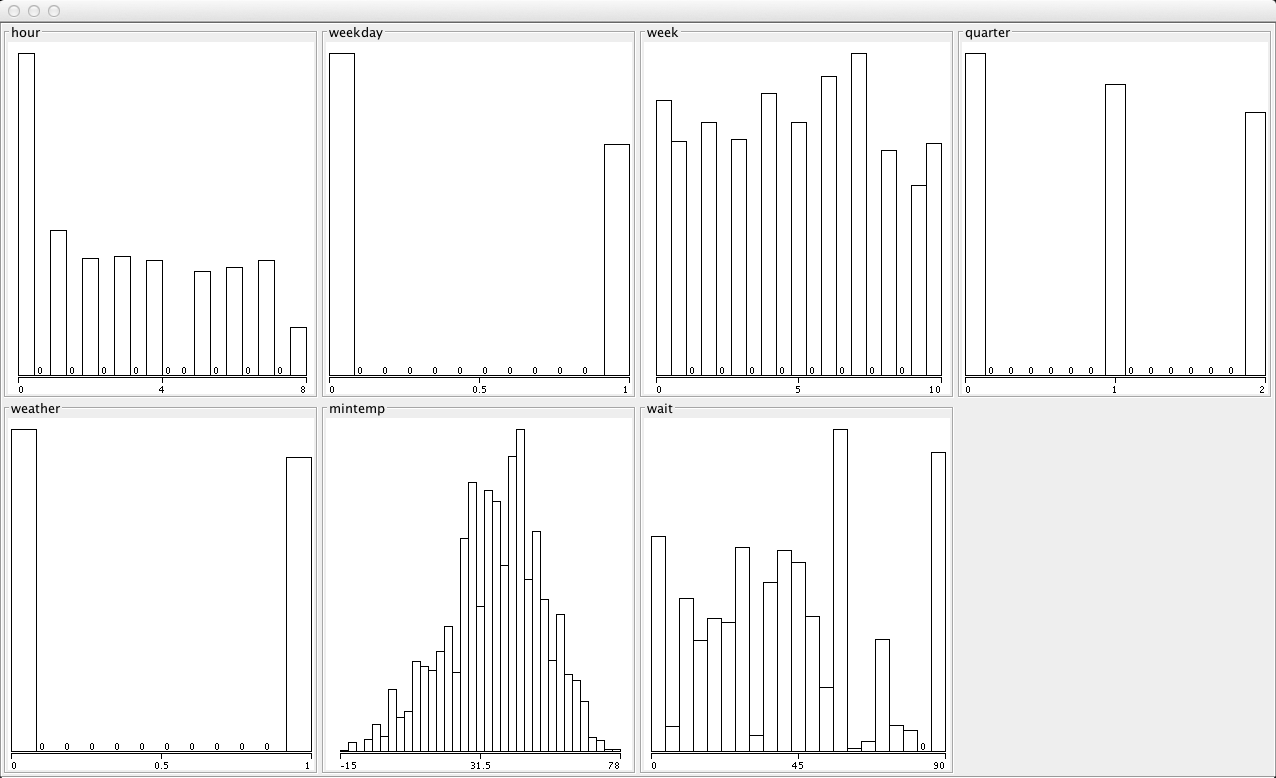 hour
0 0 0 0 0 0 0 0 0
0 4 8
weekday
0 0 0 0 0 0 0 0 0 0
0 0.5 1
week
0 0 0 0 0 0 0 0
0 5 10
quarter
0 0 0 0 0 0 0 0 0 0 0 0
0 1 2
weather
0 0 0 0 0 0 0 0 0 0
0 0.5 1
mintemp
-15 31.5 78
wait
0
0 45 90